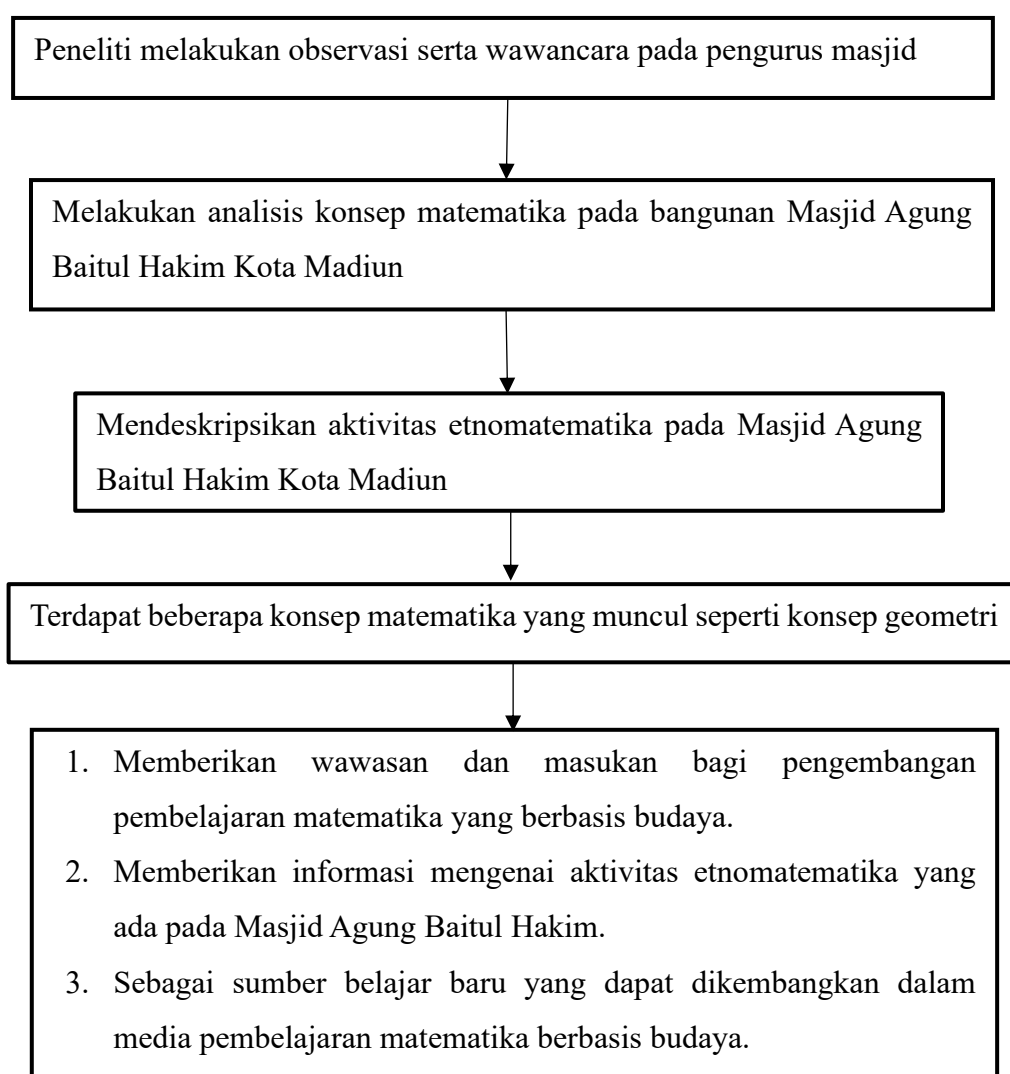 Peneliti melakukan observasi serta wawancara pada pengurus masjid
Melakukan analisis konsep matematika pada bangunan Masjid Agung
Baitul Hakim Kota Madiun
Mendeskripsikan aktivitas etnomatematika pada Masjid Agung
Baitul Hakim Kota Madiun
Terdapat beberapa konsep matematika yang muncul seperti konsep geometri
1. Memberikan wawasan dan masukan bagi pengembangan
pembelajaran matematika yang berbasis budaya.
2. Memberikan informasi mengenai aktivitas etnomatematika yang
ada pada Masjid Agung Baitul Hakim.
3. Sebagai sumber belajar baru yang dapat dikembangkan dalam
media pembelajaran matematika berbasis budaya.